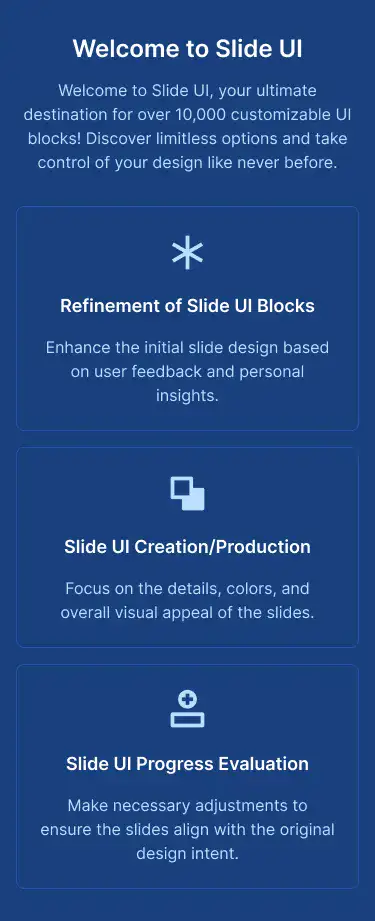 Welcome to Slide UI
Welcome to Slide UI, your ultimate
destination for over 10,000 customizable UI
blocks! Discover limitless options and take
control of your design like never before.
Refinement of Slide UI Blocks
Enhance the initial slide design based
on user feedback and personal
insights.
Slide UI Creation/Production
Focus on the details, colors, and
overall visual appeal of the slides.
Slide UI Progress Evaluation
Make necessary adjustments to
ensure the slides align with the original
design intent.